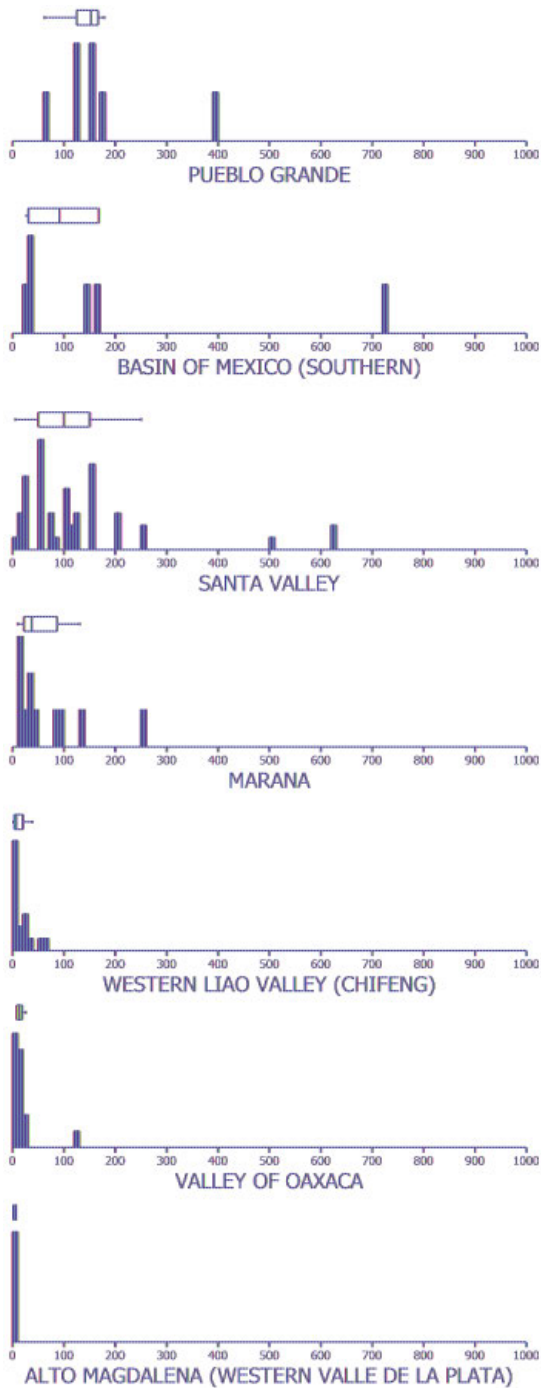 0 100 200 300 400 500 600 700 800 900 1000
PUEBLO GRANDE
0 100 200 300 400 500 600 700 800 900 1000
BASIN OF MEXICO (SOUTHERN)
0 100 200 300 400 500 600 700 800 900 1000
SANTA VALLEY
0 100 200 300 400 500 600 700 800 900 1000
MARANA
0 100 200 300 400 500 600 700 800 900 1000
WESTERN LIAO VALLEY (CHIFENG)
0 100 200 300 400 500 600 700 800 900 1000
VALLEY OF OAXACA
0 100 200 300 400 500 600 700 800 900 1000
ALTO MAGDALENA (WESTERN VALLE DE LA PLATA)